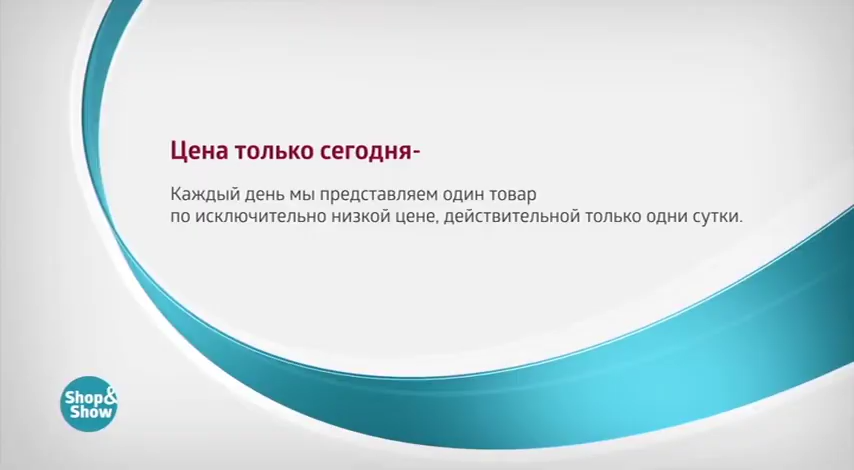 Цена только сегодня-
Каждый день мы представляем один товар
по исключительно низкой цене, действительной только одни сутки.
Shop&
Show